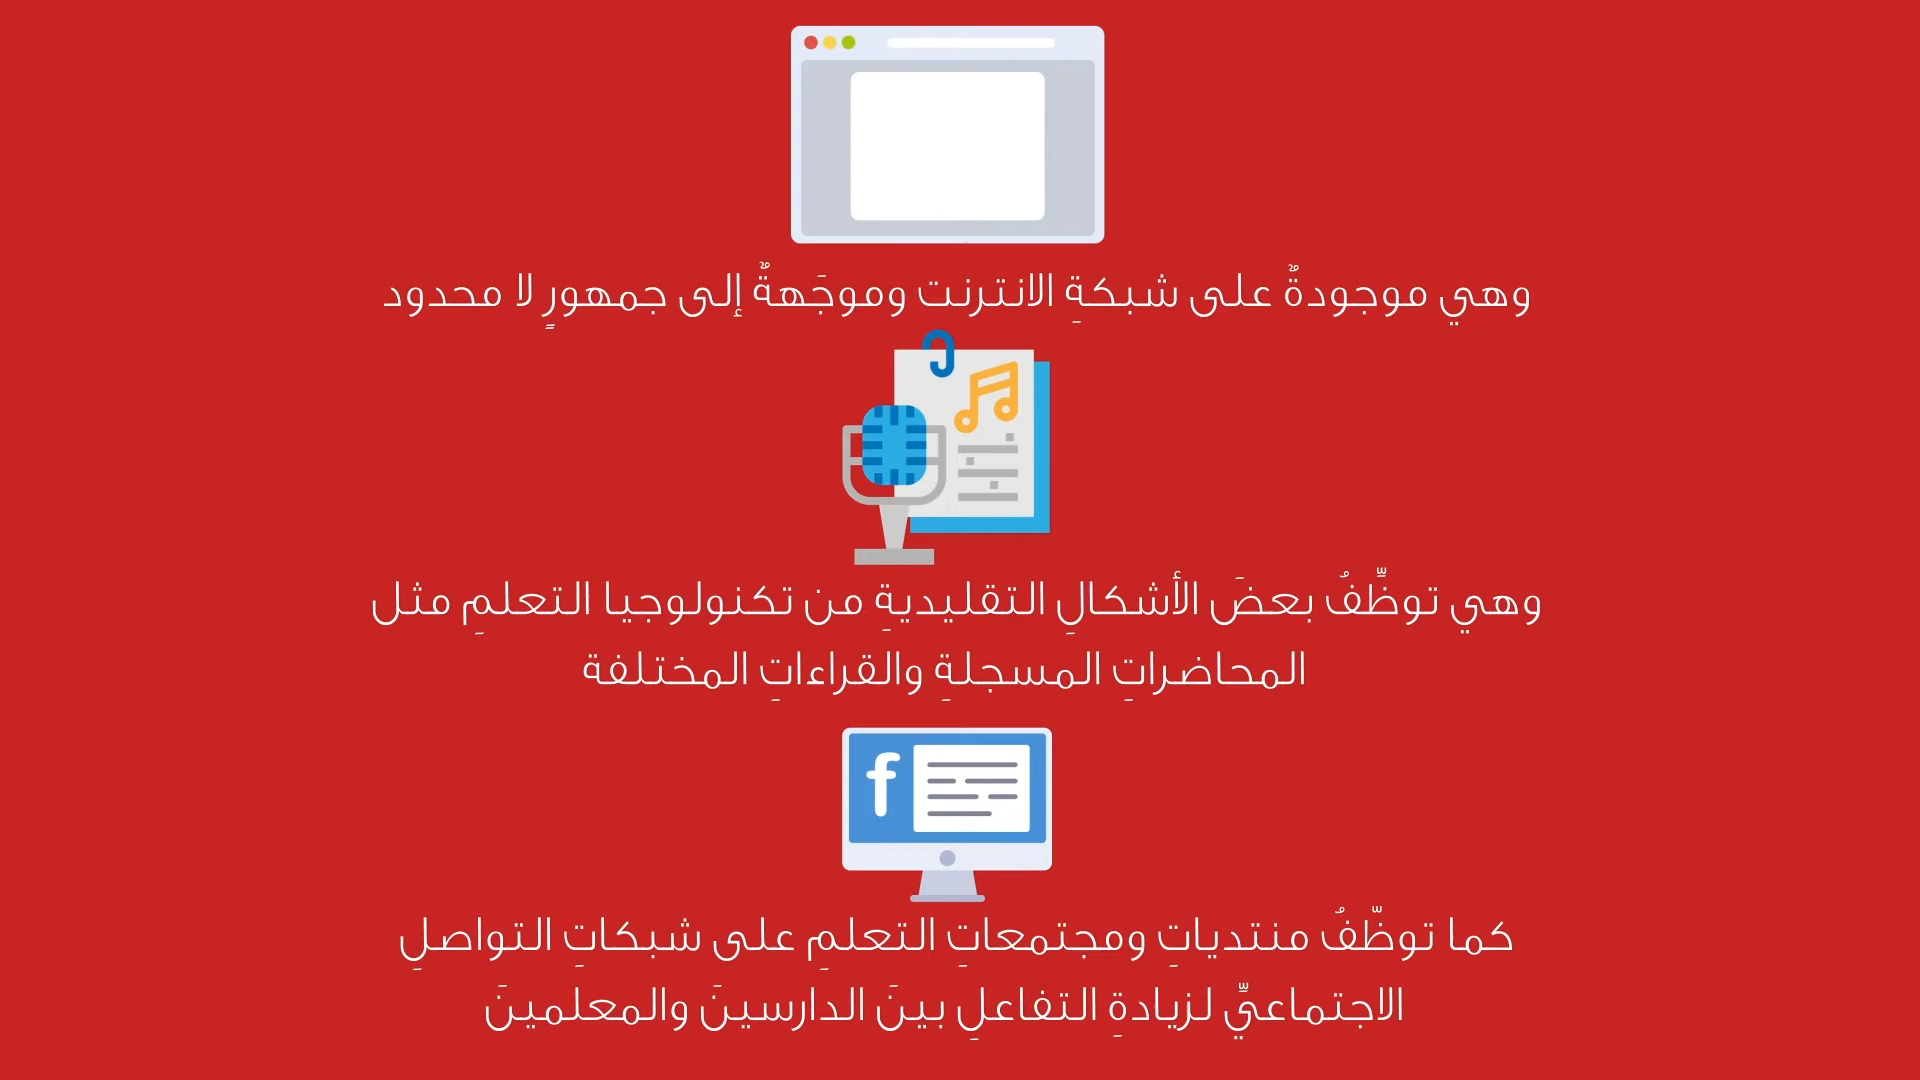 وهي موجودةٌ على شبكةِ الانترنت وموجَهةٌ إلى جمهورٍ لا محدود
وهي توظِّفُ بعضَ الأشكالِ التقليديةِ من تكنولوجيا التعلمِ مثل
المحاضراتِ المسجلةِ والقراءاتِ المختلفة
f
كما توظّفُ منتدياتِ ومجتمعاتِ التعلمِ على شبكاتِ التواصلِ
الاجتماعيِّ لزيادةِ التفاعلِ بينَ الدارسينَ والمعلمينَ